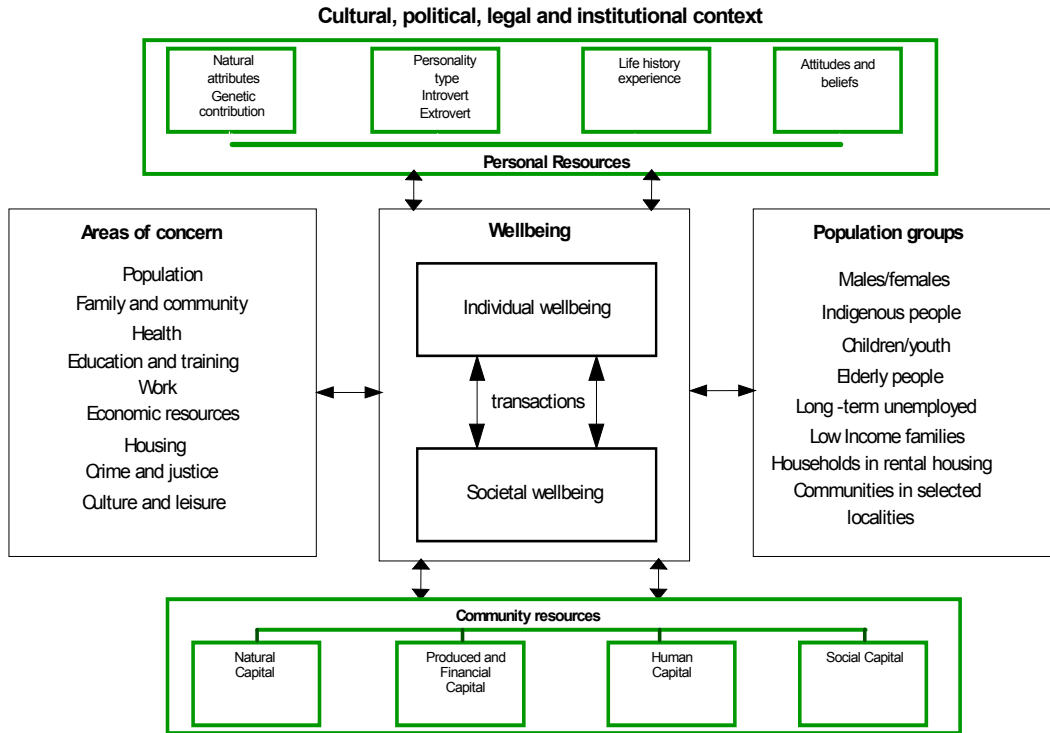 Cultural, political, legal and institutional context
Natural
attributes
Genetic
contribution
Personality
type
Introvert
Extrovert
Life history
experience
Attitudes and
beliefs
Personal Resources
Areas of concern
Population
Family and community
Health
Education and training
Work
Economic resources
Housing
Crime and justice
Culture and leisure
Wellbeing
Individual wellbeing
transactions
Societal wellbeing
Population groups
Males/females
Indigenous people
Children/youth
Elderly people
Long -term unemployed
Low Income families
Households in rental housing
Communities in selected
localities
Community resources
Natural
Capital
Produced and
Financial
Capital
Human
Capital
Social Capital